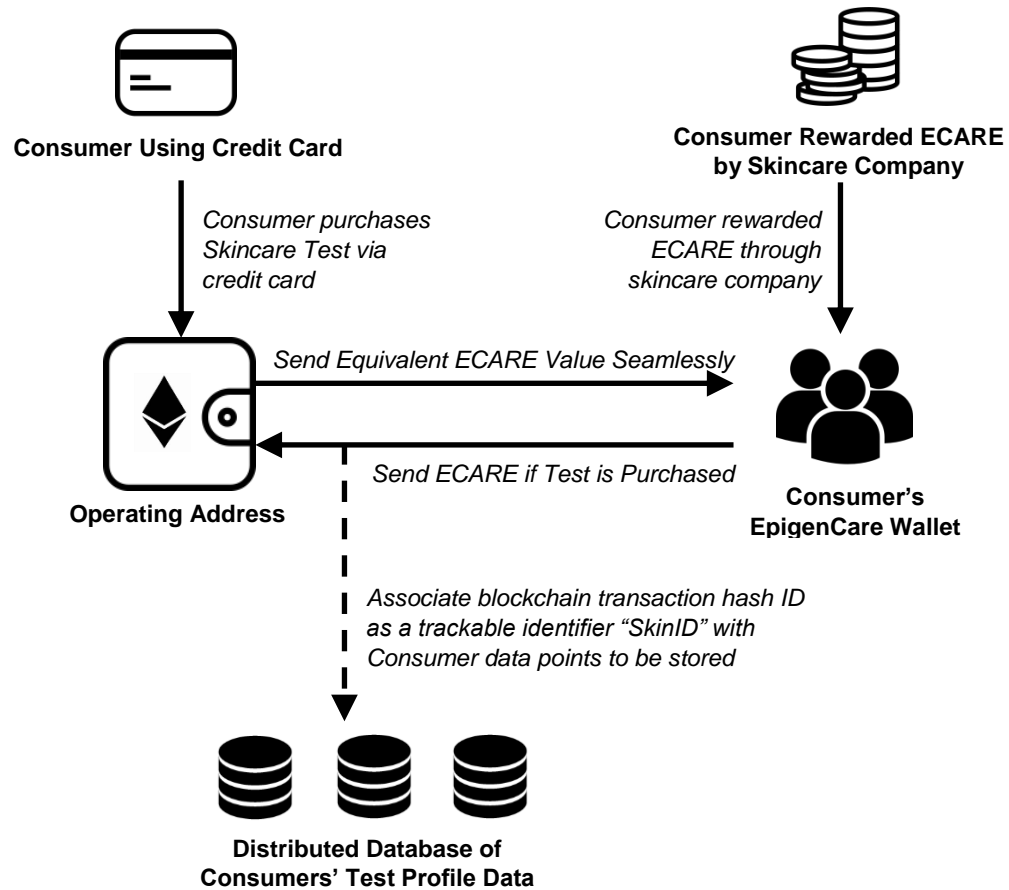 Consumer Using Credit Card
Consumer Rewarded ECARE
by Skincare Company
Consumer purchases
Skincare Test via
credit card
Consumer rewarded
ECARE through
skincare company
Send Equivalent ECARE Value Seamlessly
Send ECARE if Test is Purchased
Operating Address
Consumer’s
EpigenCare Wallet
Associate blockchain transaction hash ID
as a trackable identifier “SkinID” with
Consumer data points to be stored
Distributed Database of
Consumers’ Test Profile Data